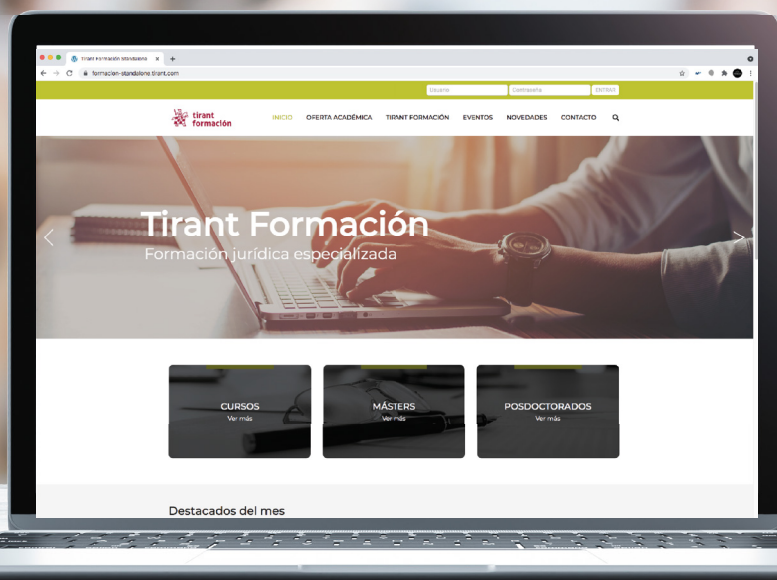 Tirant Formación Standalone
formacion-standalone.tirant.com
Usuario Contraseña ENTRAR
tirant
formación
INICIO OFERTA ACADÉMICA TIRANT FORMACIÓN EVENTOS NOVEDADES CONTACTO
Tirant Formación
Formación jurídica especializada
CURSOS MÁSTERS POSDOCTORADOS
Ver más Ver más Ver más
Destacados del mes